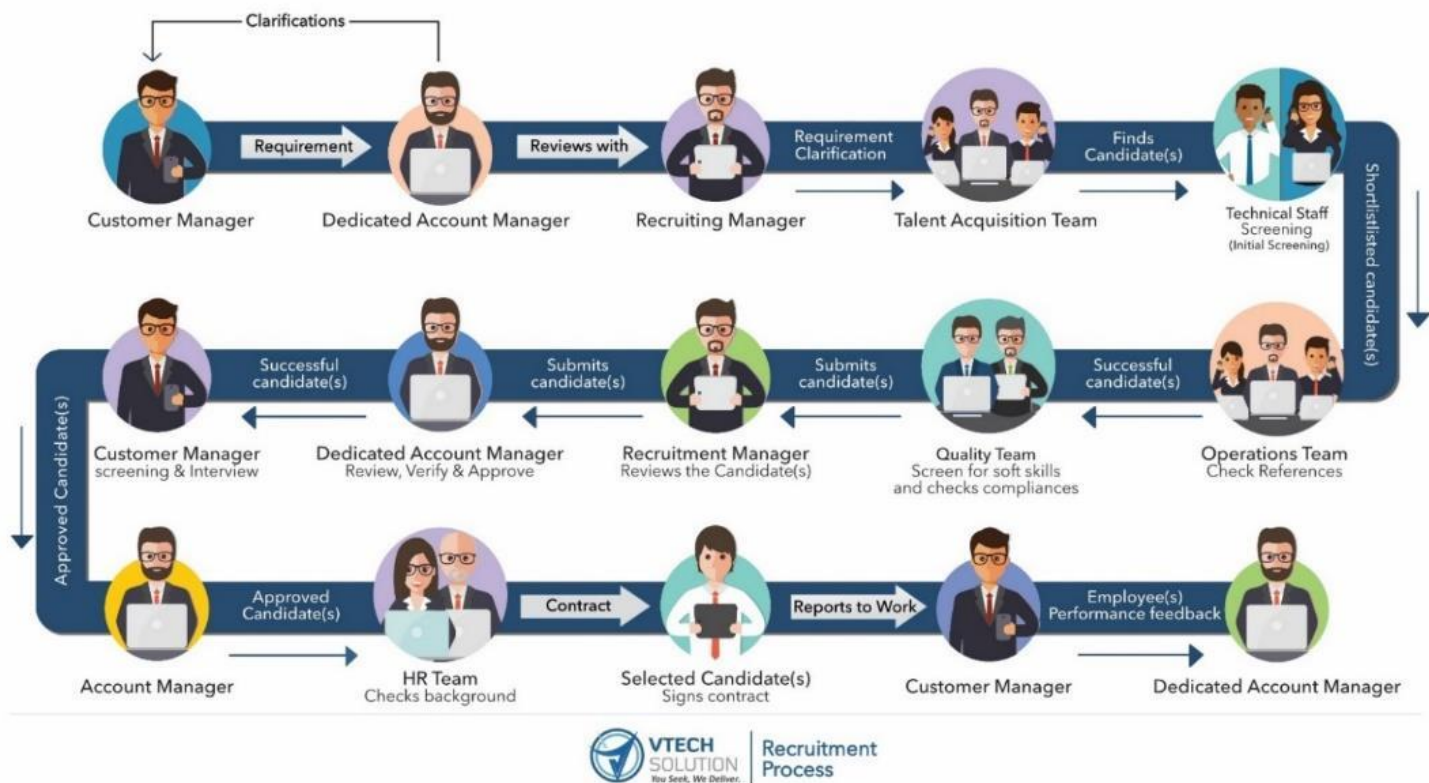 Clarifications
Requirement
Reviews with
Requirement
Clarification
Finds
Candidate(s)
Customer Manager
Dedicated Account Manager
Recruiting Manager
Talent Acquisition Team
Technical Staff
Screening
(Initial Screening)
Shortlistlisted candidate(s)
Successful
candidate(s)
Submits
candidate(s)
Submits
candidate(s)
Successful
candidate(s)
Customer Manager
screening & Interview
Dedicated Account Manager
Review, Verify & Approve
Recruitment Manager
Reviews the Candidate(s)
Quality Team
Screen for soft skills
and checks compliances
Operations Team
Check References
Approved Candidate(s)
Approved
Candidate(s)
Contract
Reports to Work
Employee(s)
Performance feedback
Account Manager
HR Team
Checks background
Selected Candidate(s)
Signs contract
Customer Manager
Dedicated Account Manager
VTECH
SOLUTION
You Seek, We Deliver.
Recruitment
Process